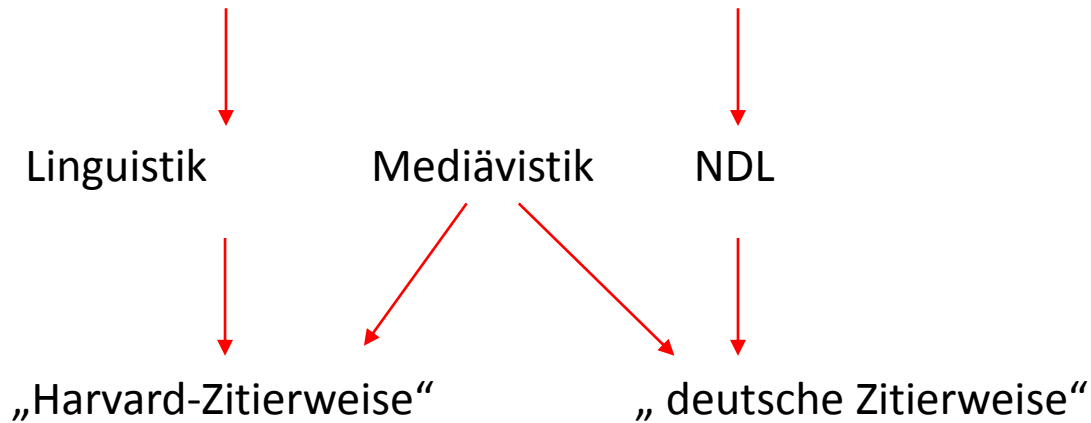 Linguistik Mediävistik NDL
„Harvard-Zitierweise“ „ deutsche Zitierweise“